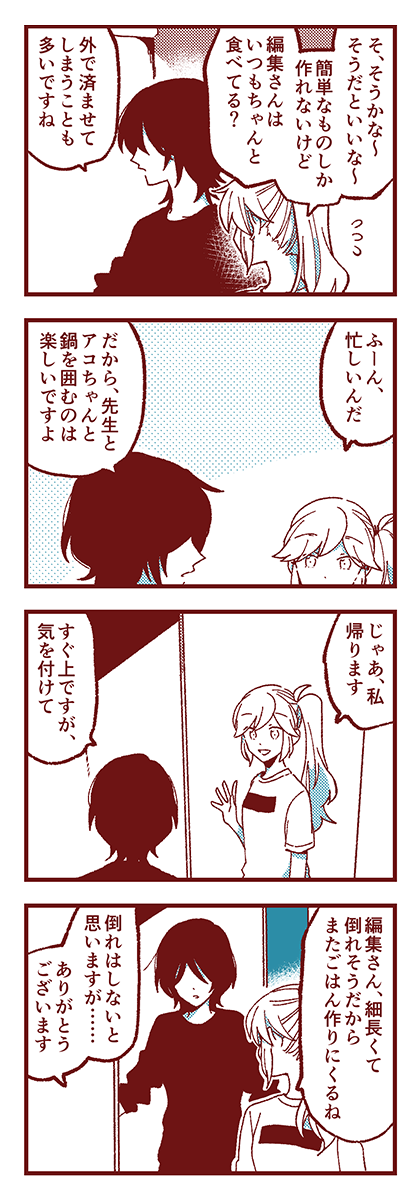 そ、そうかな〜
そうだといいな〜
簡単なものしか
作れないけど
編集さんは
いつもちゃんと
食べてる?
外で済ませて
しまうことも
多いですね
ふーん、
忙しいんだ
だから、先生と
アコちゃんと
鍋を囲むのは
楽しいですよ
じゃあ、私
帰ります
すぐ上ですが、
気を付けて
編集さん、細長くて
倒れそうだから
またごはん作りにくるね
倒れはしないと
思いますが……
ありがとう
ございます